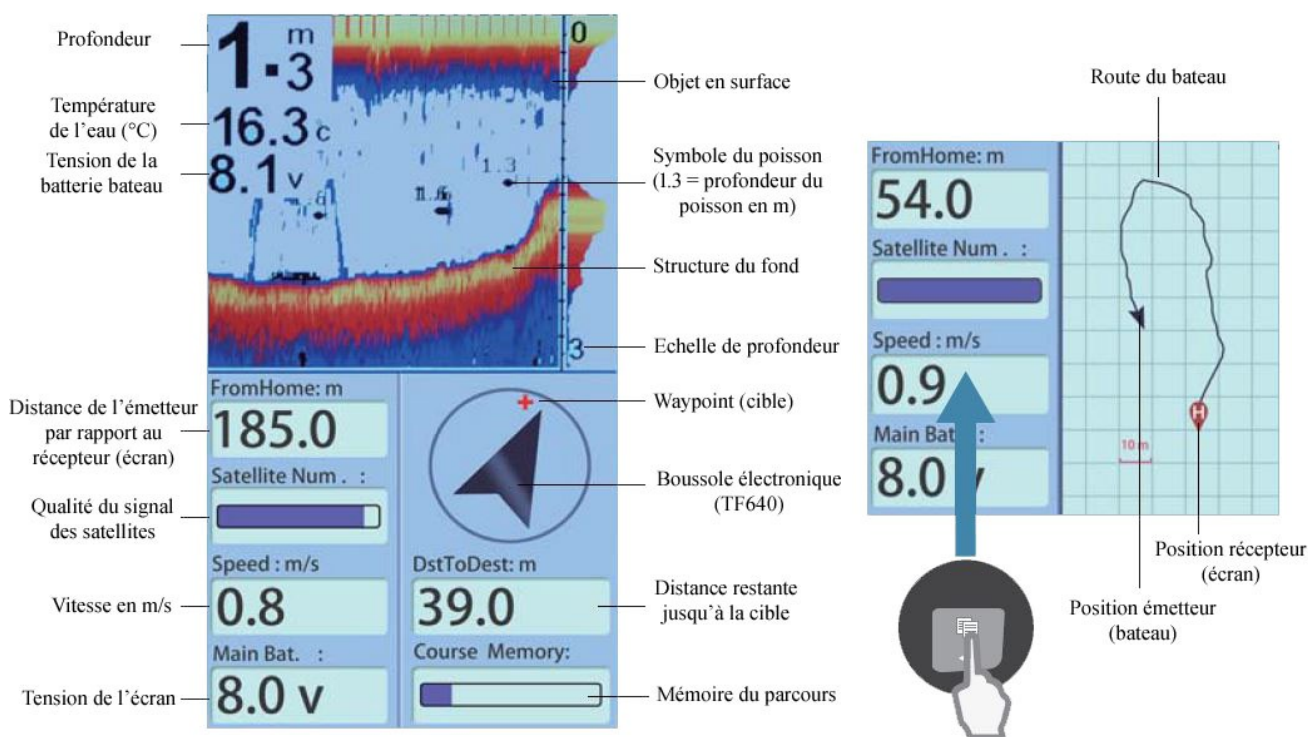 Profondeur
Température
de l'eau (°C)
Tension de la
batterie bateau
1.3 m
16.3 c
8.1 v
0
3
1.3
1.6
.6
Objet en surface
Symbole du poisson
(1.3 = profondeur du
poisson en m)
Structure du fond
Echelle de profondeur
Distance de l'émetteur
par rapport au
récepteur (écran)
Qualité du signal
des satellites
Vitesse en m/s
Tension de l'écran
FromHome: m
185.0
Satellite Num. :
Speed : m/s
0.8
Main Bat. :
8.0 v
DstToDest: m
39.0
Course Memory:
Waypoint (cible)
Boussole électronique
(TF640)
Distance restante
jusqu'à la cible
Mémoire du parcours
Route du bateau
FromHome: m
54.0
Satellite Num. :
Speed : m/s
0.9
Main Bat. :
8.0 v
H
10 m
Position récepteur
(écran)
Position émetteur
(bateau)